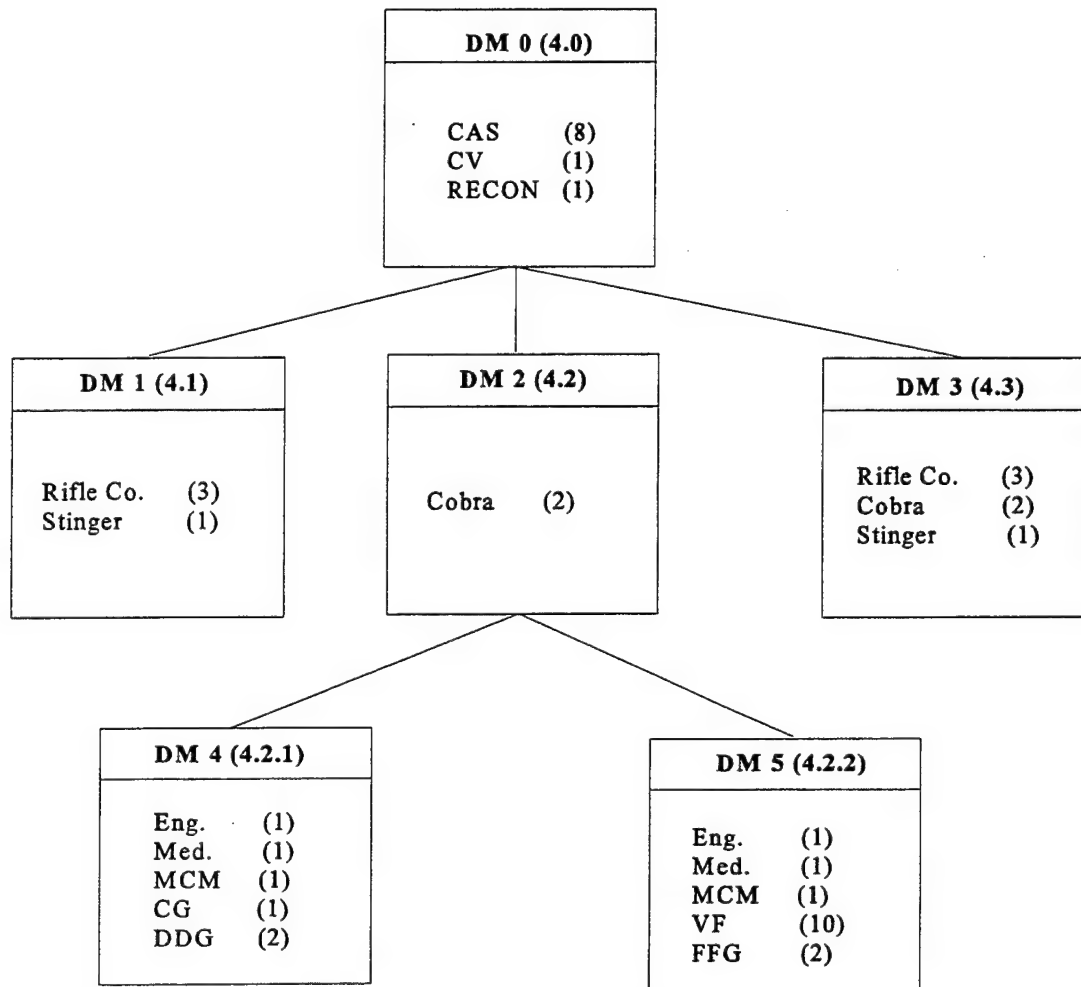 DM 0 (4.0)
CAS (8)
CV (1)
RECON (1)
DM 1 (4.1)
Rifle Co. (3)
Stinger (1)
DM 2 (4.2)
Cobra (2)
DM 3 (4.3)
Rifle Co. (3)
Cobra (2)
Stinger (1)
DM 4 (4.2.1)
Eng. (1)
Med. (1)
MCM (1)
CG (1)
DDG (2)
DM 5 (4.2.2)
Eng. (1)
Med. (1)
MCM (1)
VF (10)
FFG (2)